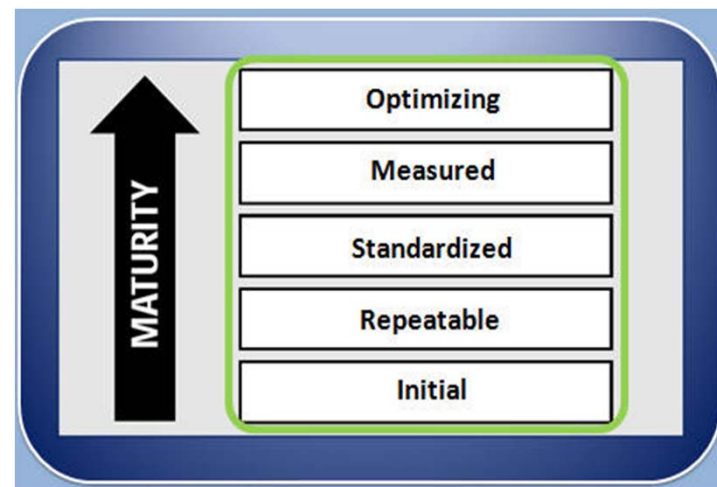 Optimizing
Measured
Standardized
Repeatable
Initial
MATURITY